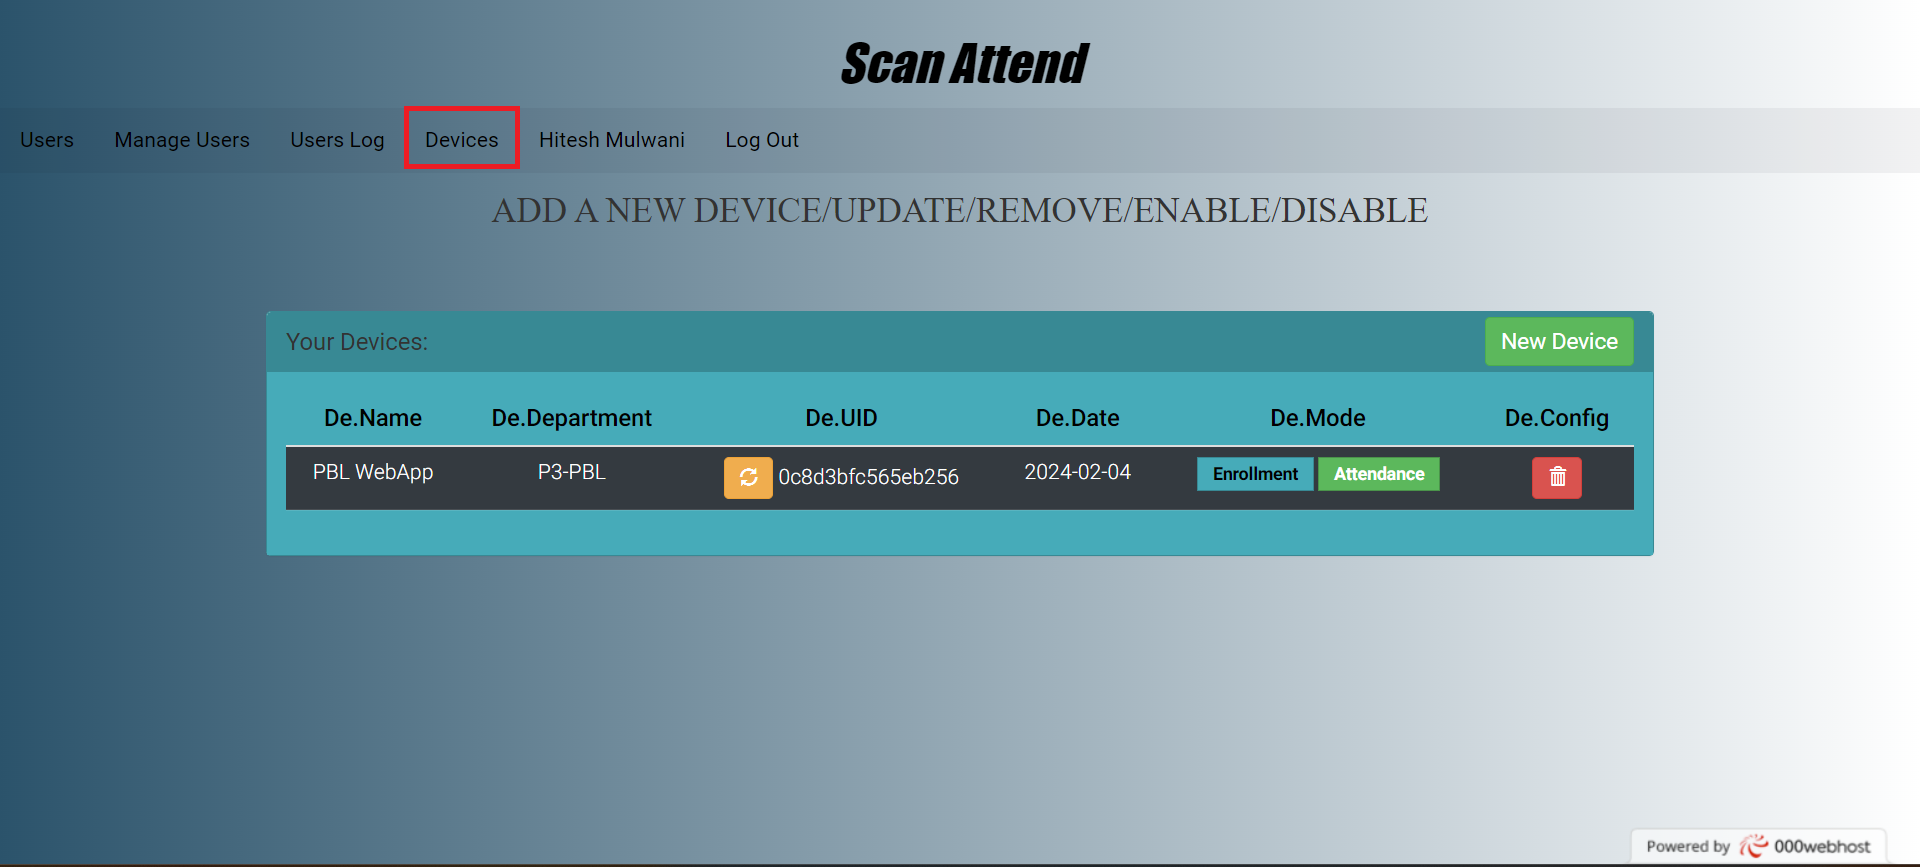 Scan Attend
Users Manage Users Users Log Devices Hitesh Mulwani Log Out
ADD A NEW DEVICE/UPDATE/REMOVE/ENABLE/DISABLE
Your Devices: New Device
De.Name De.Department De.UID De.Date De.Mode De.Config
PBL WebApp P3-PBL 0c8d3bfc565eb256 2024-02-04 Enrollment Attendance
Powered by 000webhost